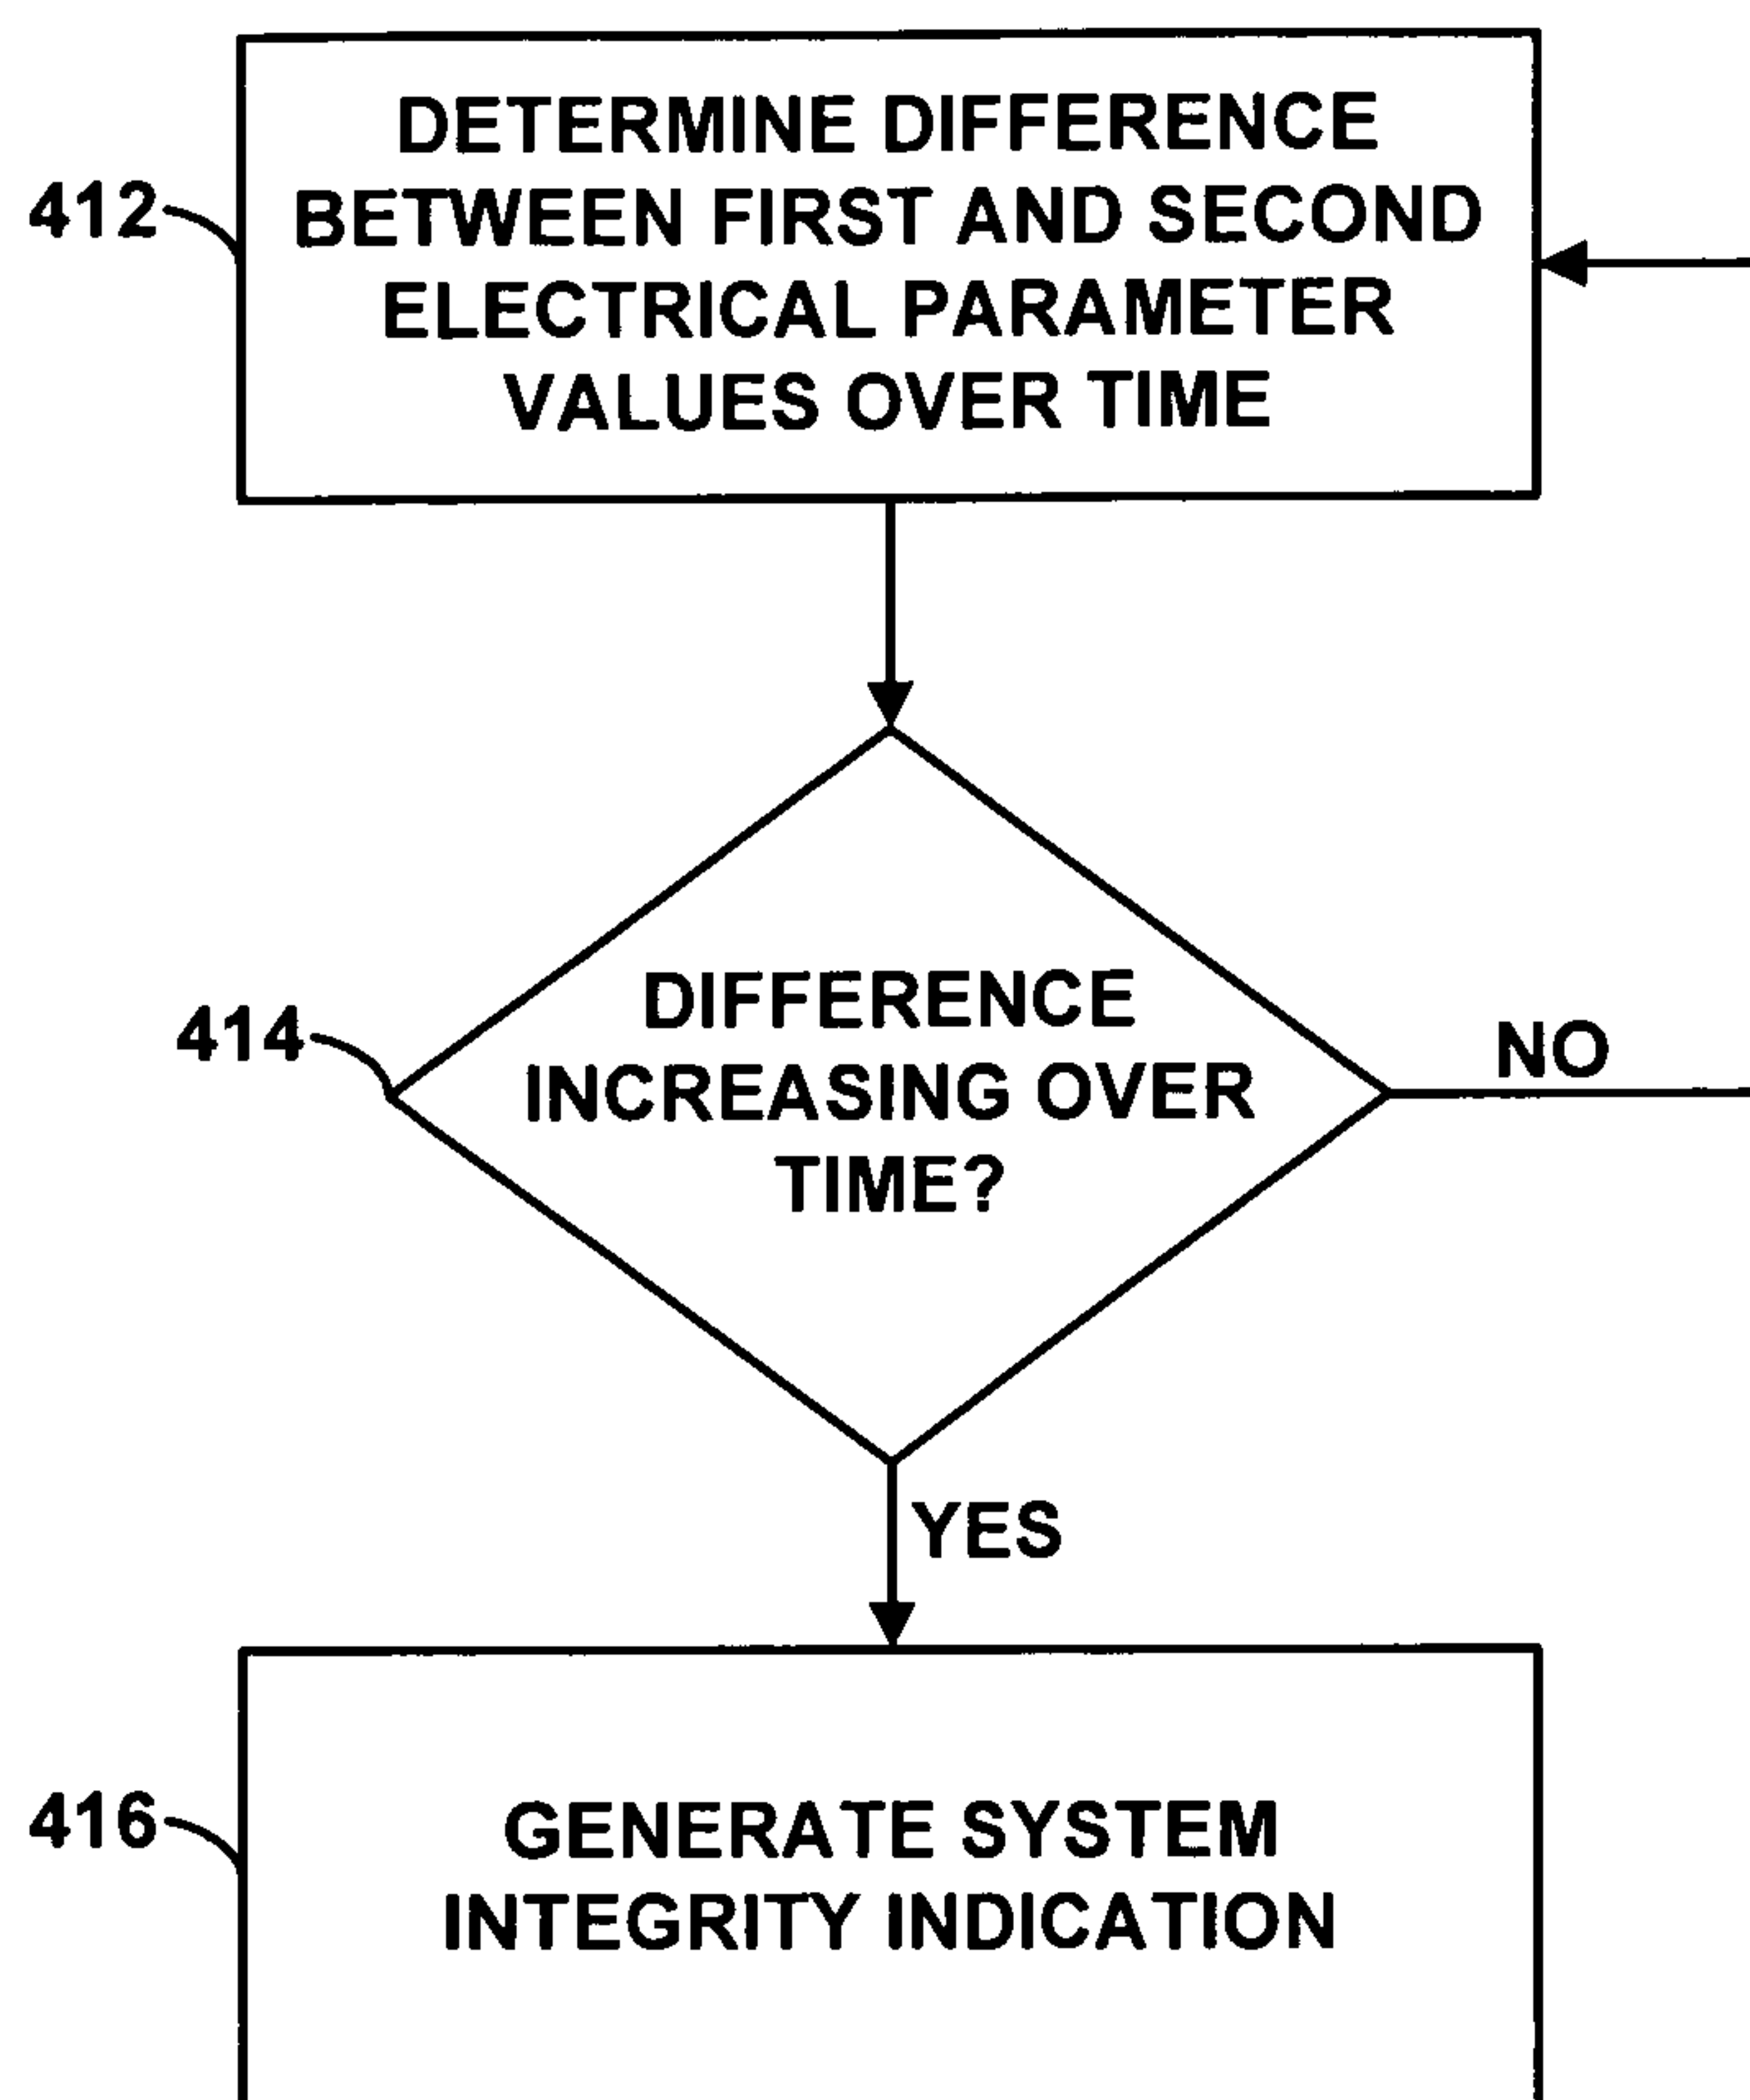 DETERMINE DIFFERENCE
412
BETWEEN FIRST AND SECOND
ELECTRICAL PARAMETER
VALUES OVER TIME
DIFFERENCE
414
INCREASING OVER
NO
TIME?
YES
416
GENERATE SYSTEM
INTEGRITY INDICATION